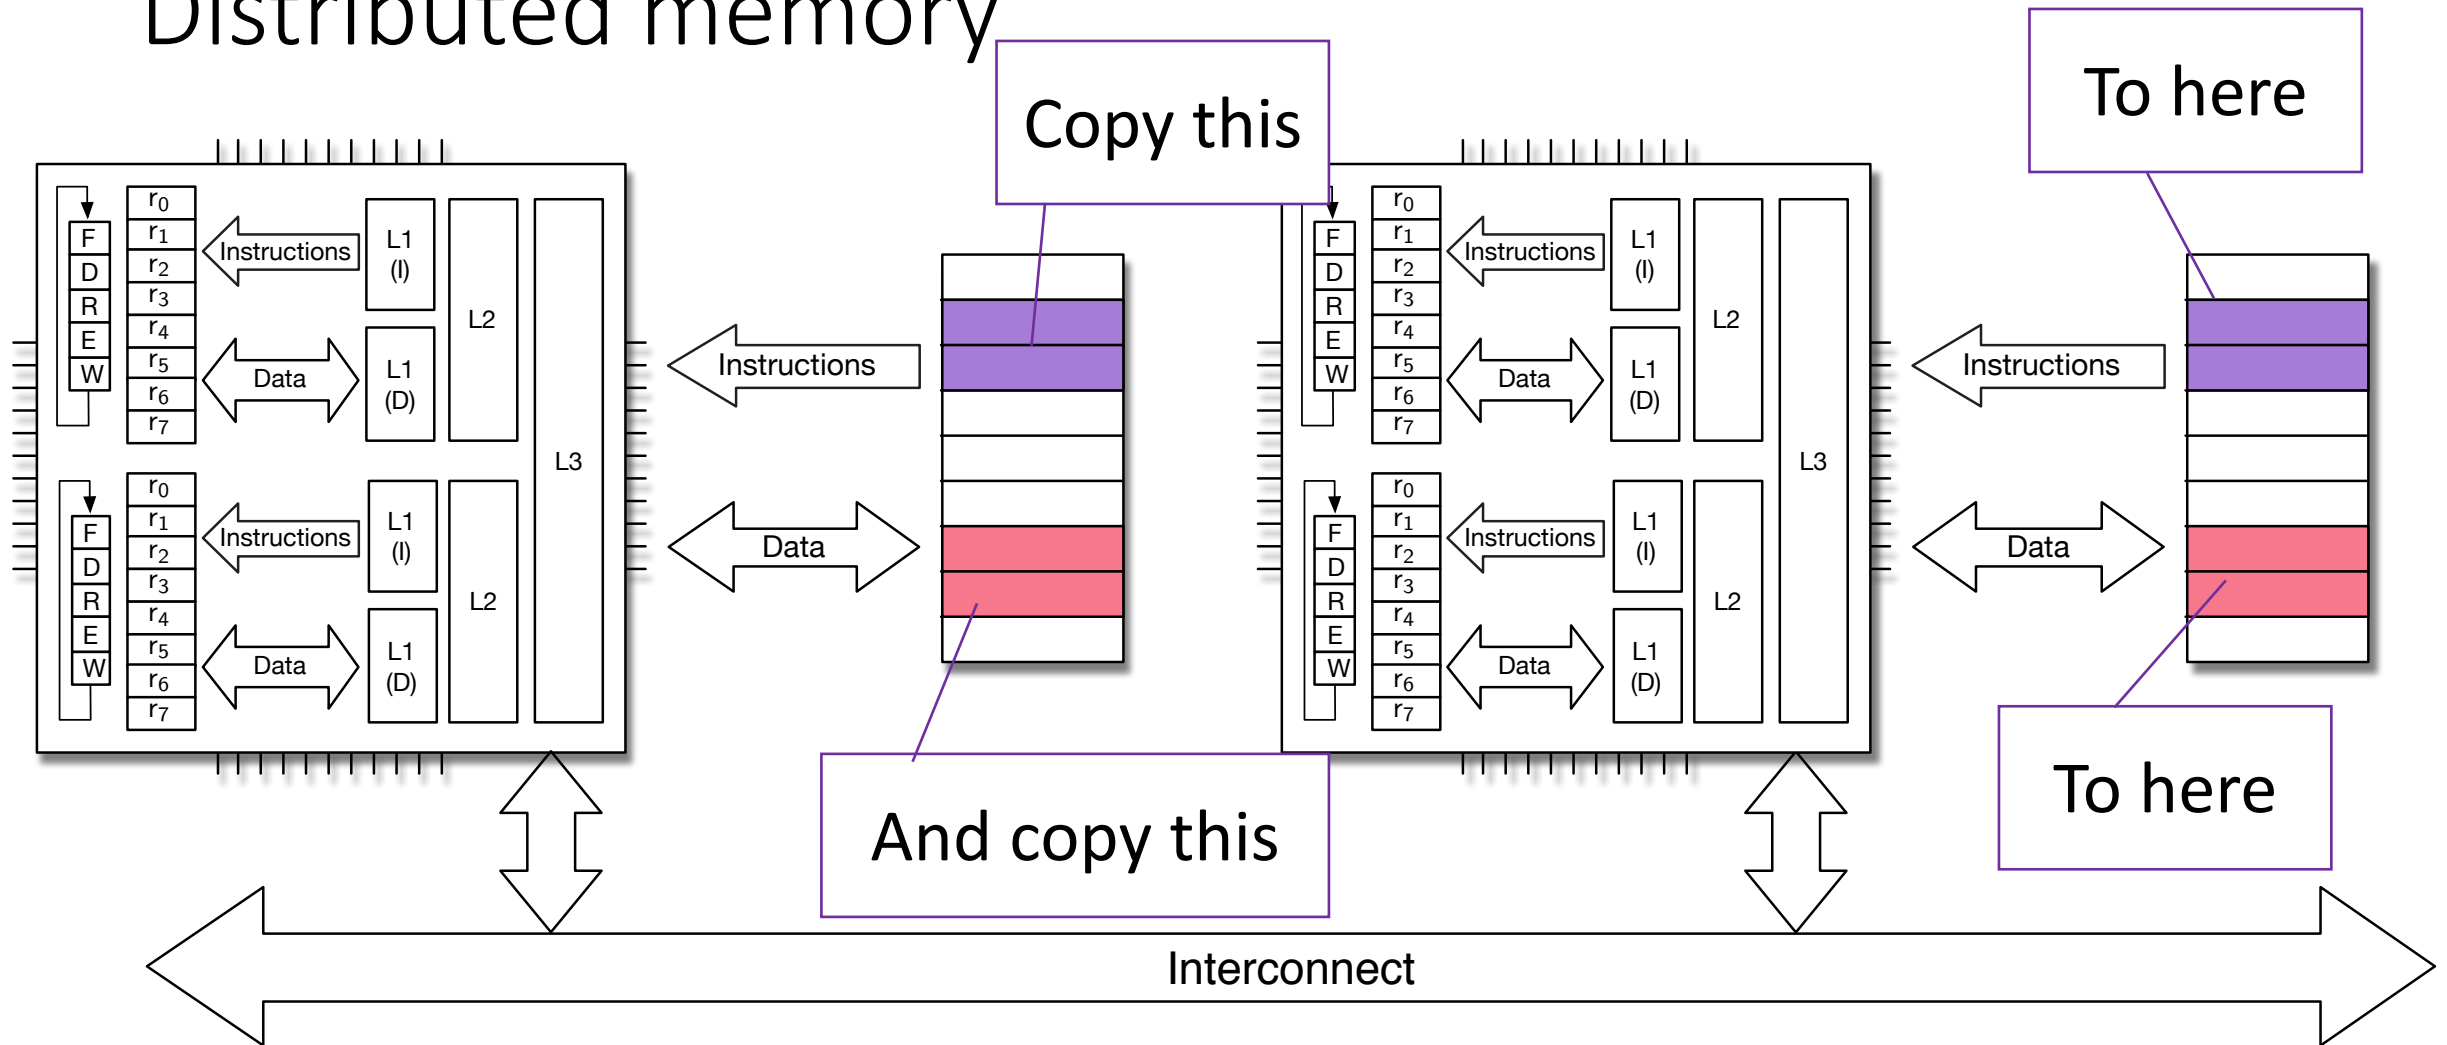 Distributed memory
Copy this
To here
r0
r1
r2
r3
r4
r5
r6
r7
F
D
R
E
W
Instructions
Data
L1
(I)
L1
(D)
L2
L3
r0
r1
r2
r3
r4
r5
r6
r7
F
D
R
E
W
Instructions
Data
L1
(I)
L1
(D)
L2
Instructions
Data
And copy this
r0
r1
r2
r3
r4
r5
r6
r7
F
D
R
E
W
Instructions
Data
L1
(I)
L1
(D)
L2
L3
r0
r1
r2
r3
r4
r5
r6
r7
F
D
R
E
W
Instructions
Data
L1
(I)
L1
(D)
L2
Instructions
Data
To here
Interconnect